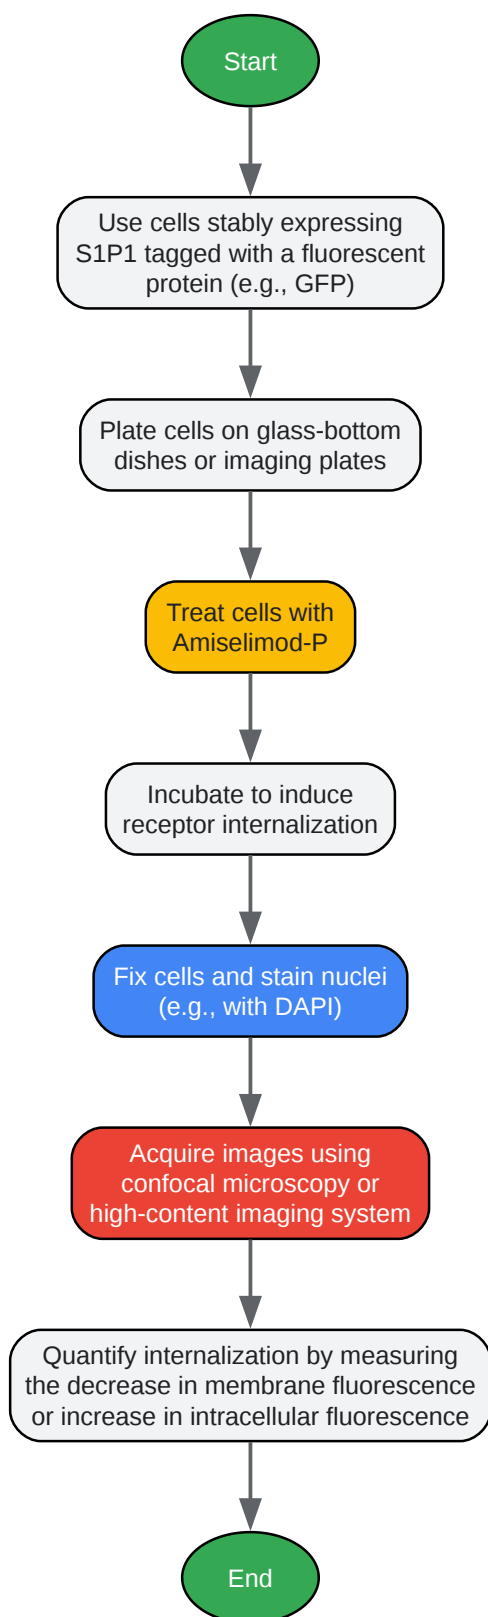 Start
Use cells stably expressing
S1P1 tagged with a fluorescent
protein (e.g., GFP)
Plate cells on glass-bottom
dishes or imaging plates
Treat cells with
Amiselimod-P
Incubate to induce
receptor internalization
Fix cells and stain nuclei
(e.g., with DAPI)
Acquire images using
confocal microscopy or
high-content imaging system
Quantify internalization by measuring
the decrease in membrane fluorescence
or increase in intracellular fluorescence
End